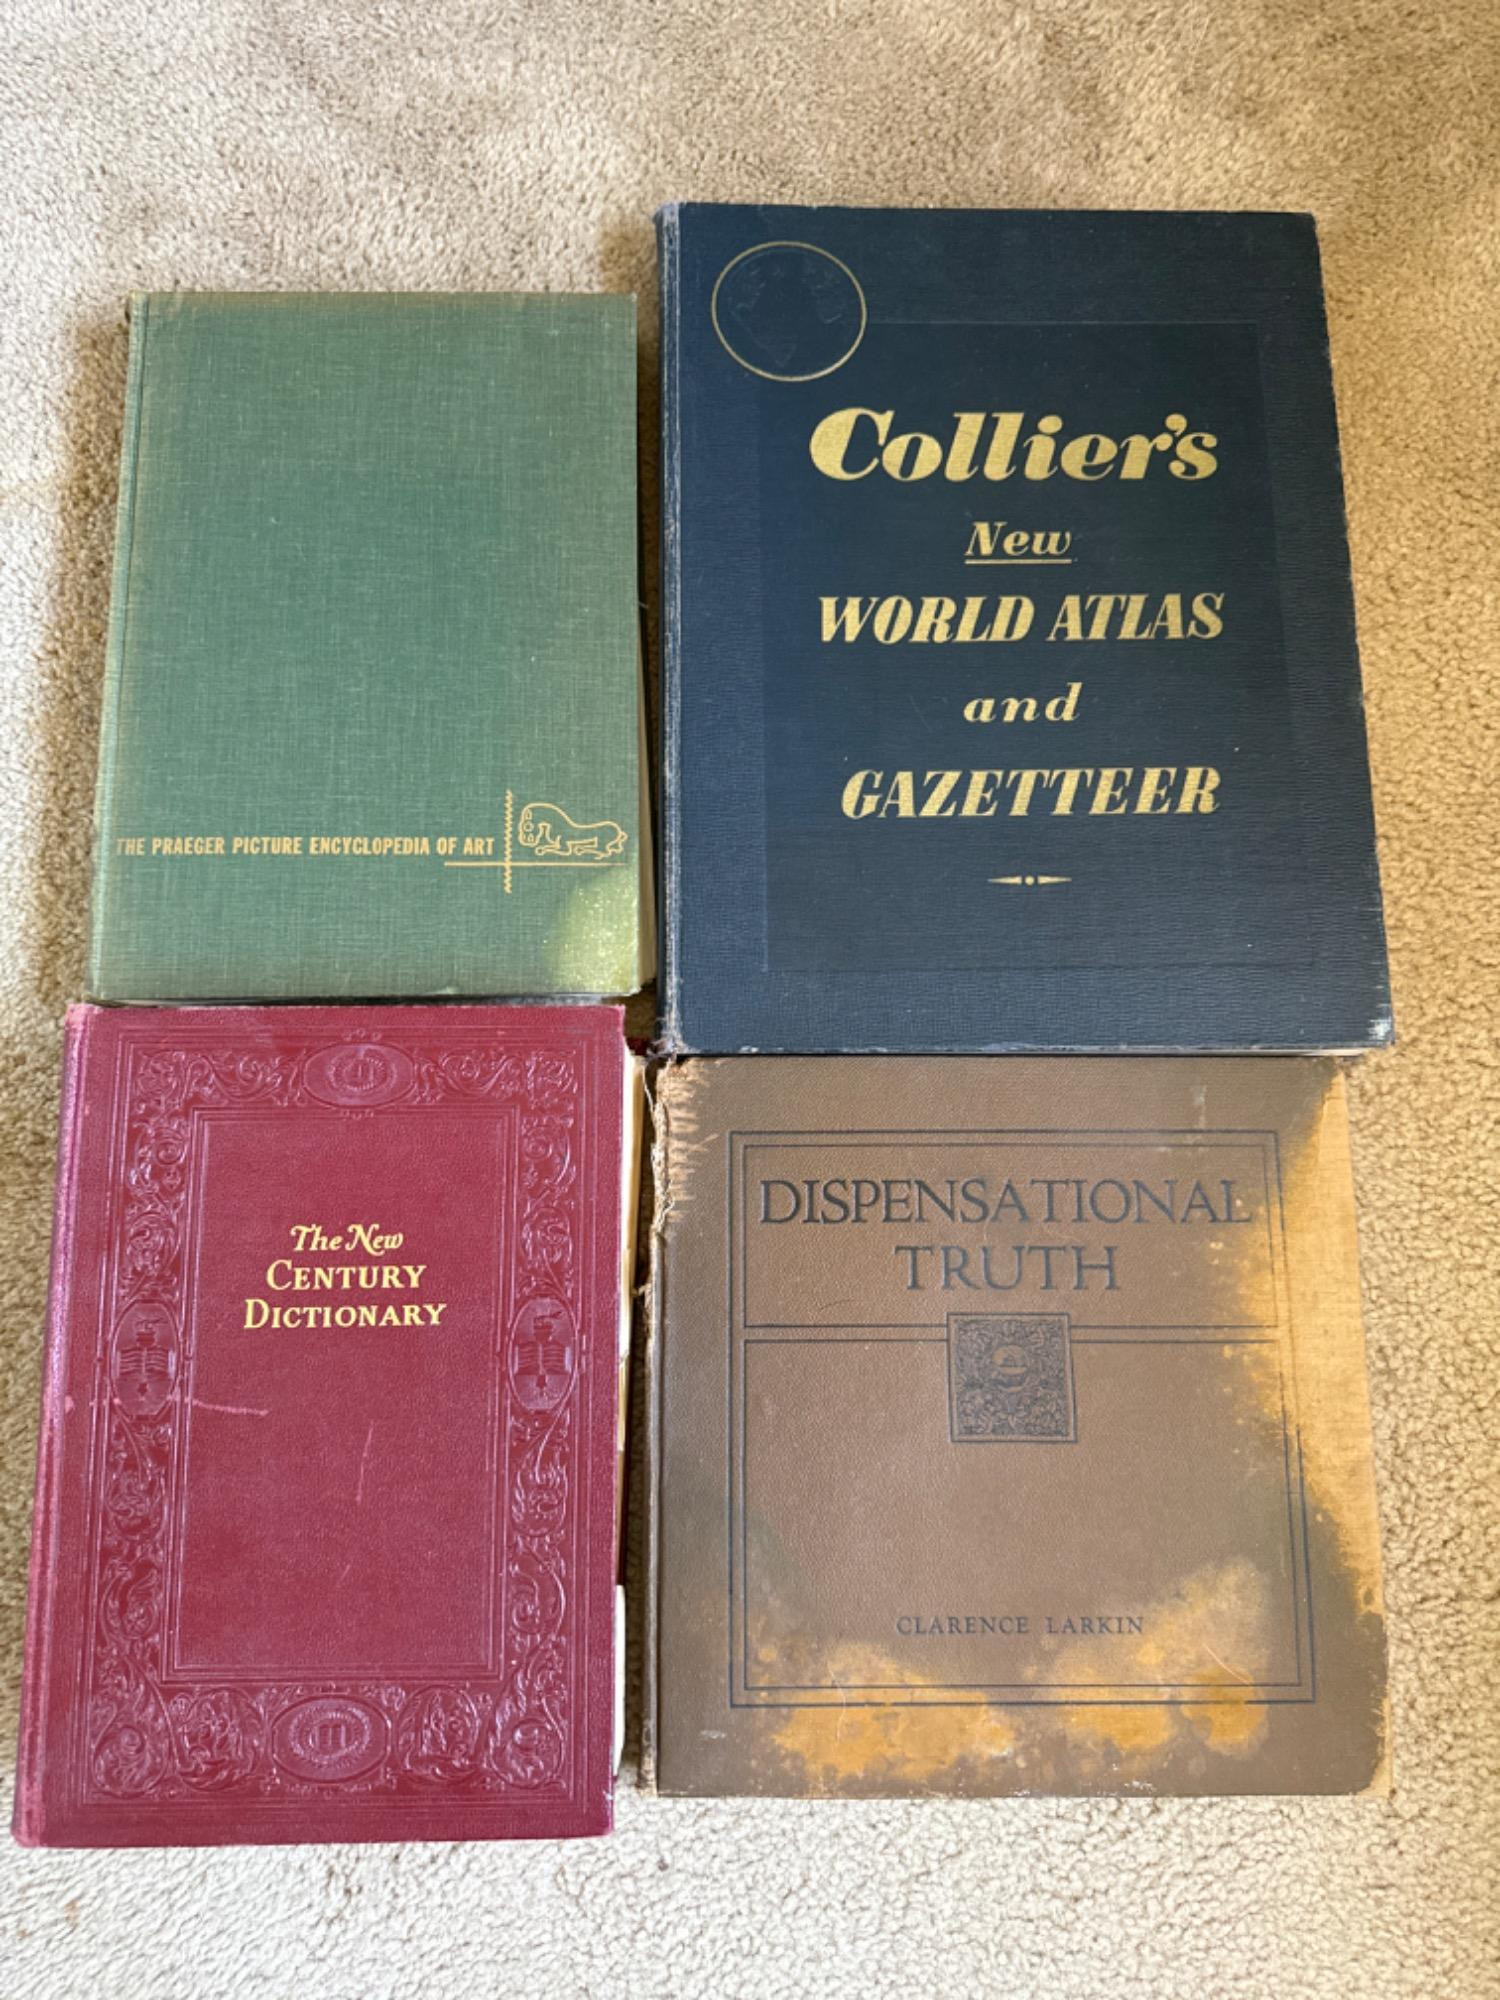 THE PRAEGER PICTURE ENCYCLOPEDIA OF ART
Collier's
New
WORLD ATLAS
and
GAZETTEER
The New
CENTURY
DICTIONARY
DISPENSATIONAL
TRUTH
CLARENCE LARKIN